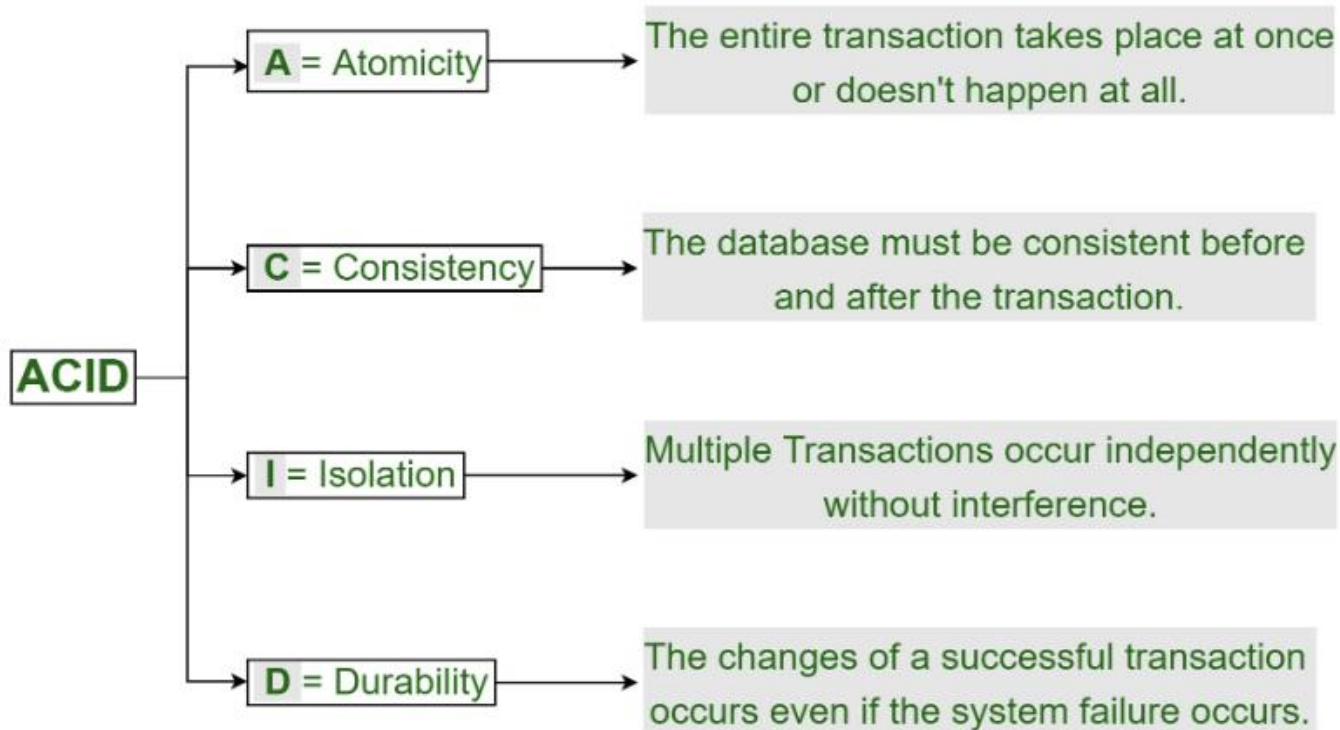 A = Atomicity
The entire transaction takes place at once
or doesn't happen at all.
C = Consistency
The database must be consistent before
and after the transaction.
ACID
I = Isolation
Multiple Transactions occur independently
without interference.
D = Durability
The changes of a successful transaction
occurs even if the system failure occurs.